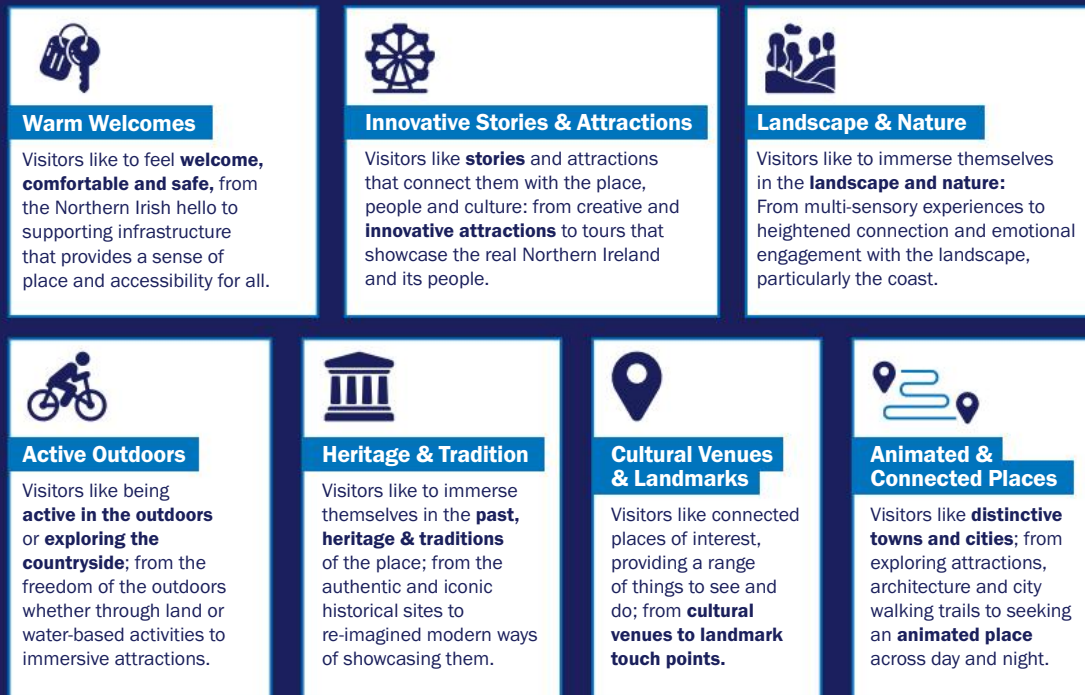 Warm Welcomes
Visitors like to feel welcome,
comfortable and safe, from
the Northern Irish hello to
supporting infrastructure
that provides a sense of
place and accessibility for all.
Innovative Stories & Attractions
Visitors like stories and attractions
that connect them with the place,
people and culture: from creative and
innovative attractions to tours that
showcase the real Northern Ireland
and its people.
Landscape & Nature
Visitors like to immerse themselves
in the landscape and nature:
From multi-sensory experiences to
heightened connection and emotional
engagement with the landscape,
particularly the coast.
Active Outdoors
Visitors like being
active in the outdoors
or exploring the
countryside; from the
freedom of the outdoors
whether through land or
water-based activities to
immersive attractions.
Heritage & Tradition
Visitors like to immerse
themselves in the past,
heritage & traditions
of the place; from the
authentic and iconic
historical sites to
re-imagined modern ways
of showcasing them.
Cultural Venues
& Landmarks
Visitors like connected
places of interest,
providing a range
of things to see and
do; from cultural
venues to landmark
touch points.
Animated &
Connected Places
Visitors like distinctive
towns and cities; from
exploring attractions,
architecture and city
walking trails to seeking
an animated place
across day and night.